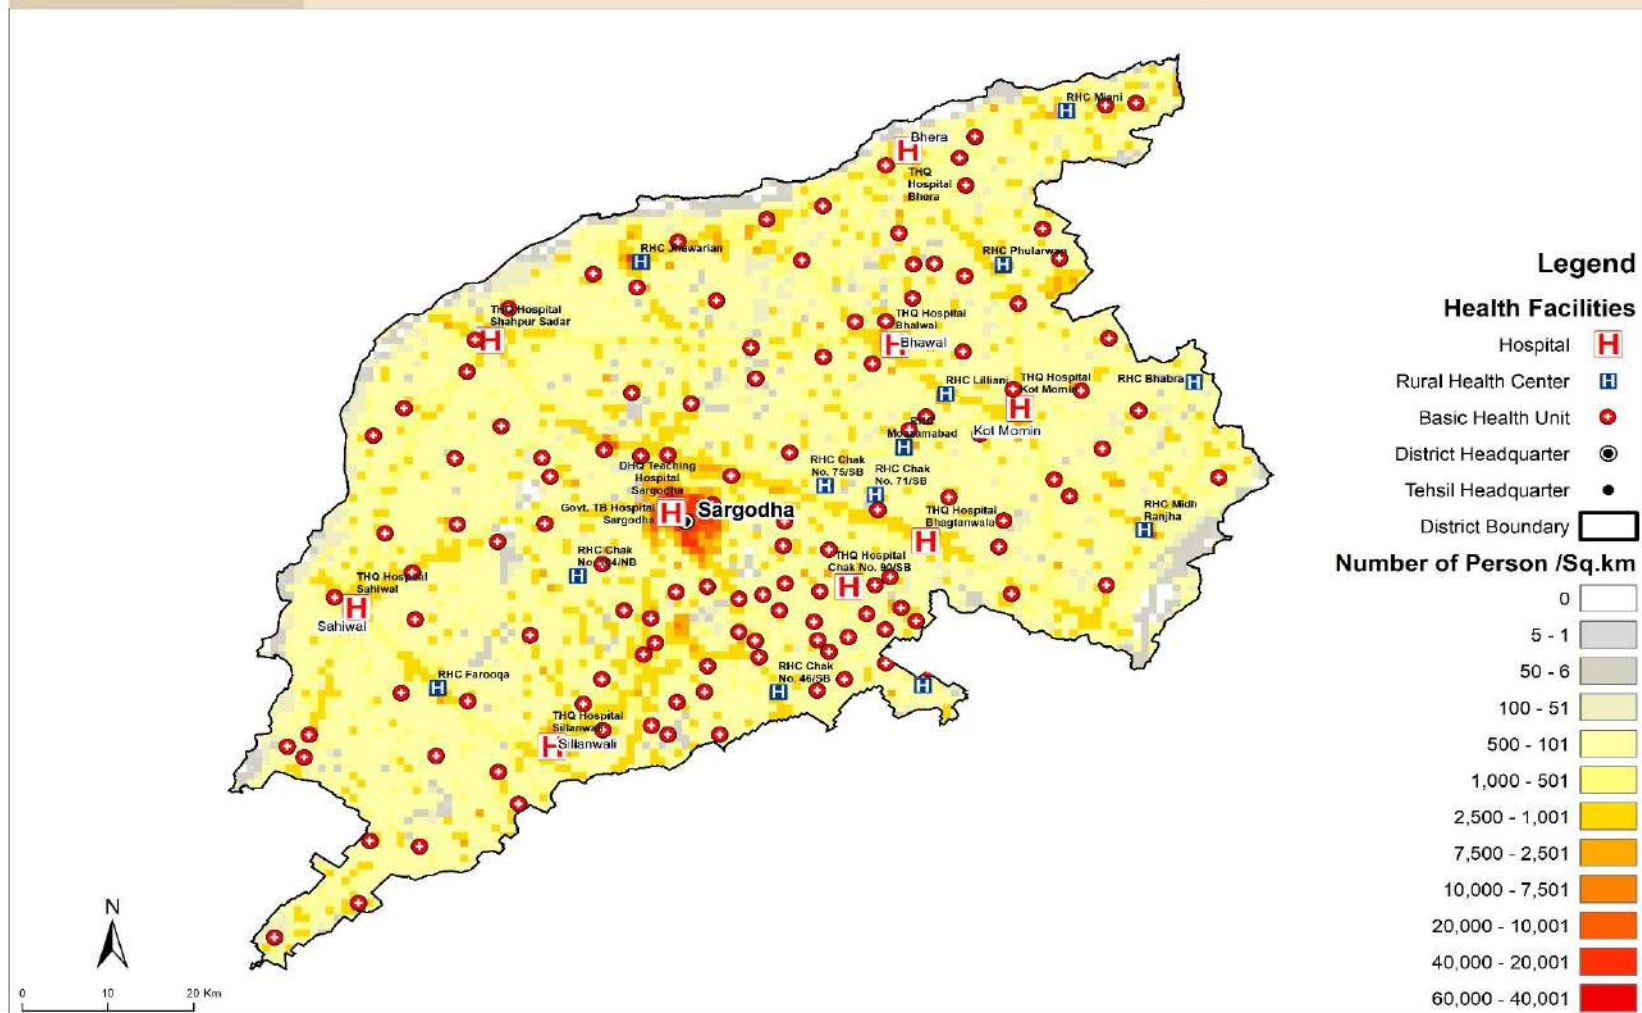 RHC Miani
Bhera
THQ
Hospital
Bhera
RHC Jhawarian
RHC Phularwan
THQ Hospital
Shahpur Sadar
THQ Hospital
Bhalwal
Bhawal
RHC Lilliani
THQ Hospital
Kot Momin
RHC Bhabra
Kot Momin
RHC
Moazamabad
RHC Chak
No. 75/SB
RHC Chak
No. 71/SB
DHQ Teaching
Hospital
Sargodha
Govt. TB Hospital
Sargodha
Sargodha
THQ Hospital
Bhagtanwala
RHC Midh
Ranjha
RHC Chak
THQ Hospital
Chak No. 90/SB
THQ Hospital
Sahiwal
Sahiwal
RHC Farooqa
RHC Chak
No. 46/SB
THQ Hospital
Sillanwali
Sillanwali
N
0 10 20 Km
Legend
Health Facilities
Hospital H
Rural Health Center H
Basic Health Unit
District Headquarter
Tehsil Headquarter
District Boundary
Number of Person /Sq.km
0
5 - 1
50 - 6
100 - 51
500 - 101
1,000 - 501
2,500 - 1,001
7,500 - 2,501
10,000 - 7,501
20,000 - 10,001
40,000 - 20,001
60,000 - 40,001